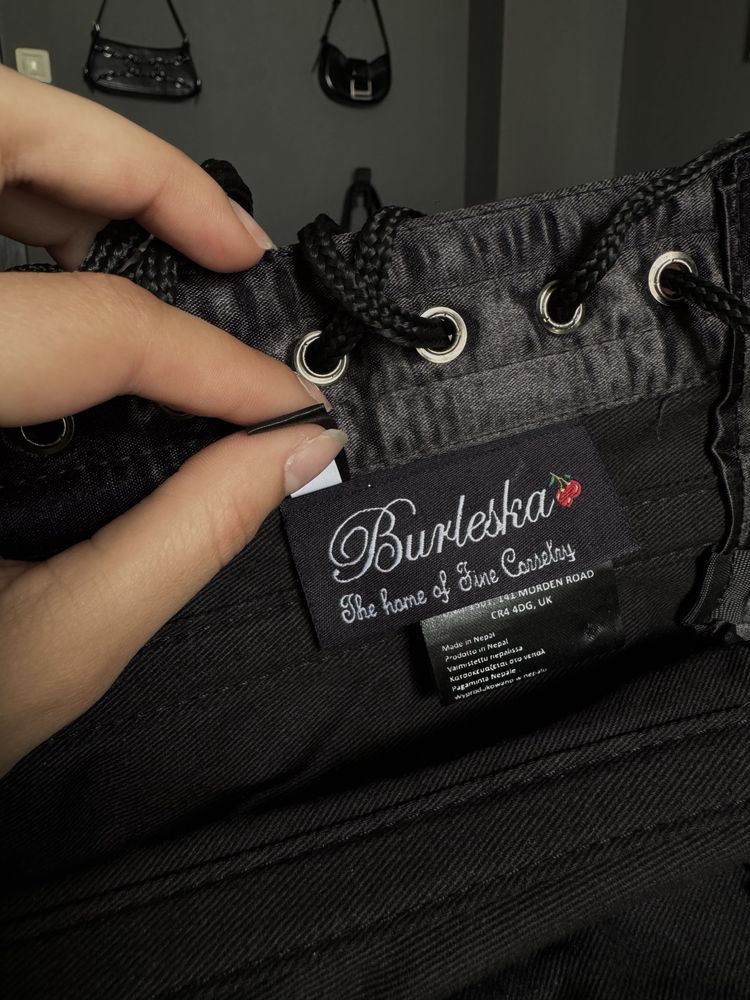 Burleska
The home of Fine Corsetry
1301, 141 MORDEN ROAD
CR4 4DG, UK
Made in Nepal
Prodotto in Nepal
Valmistettu nepalissa
Κατασκευάζεται στο νεπάλ
Pagaminta Nepale
Wyprodukowano w nepalu